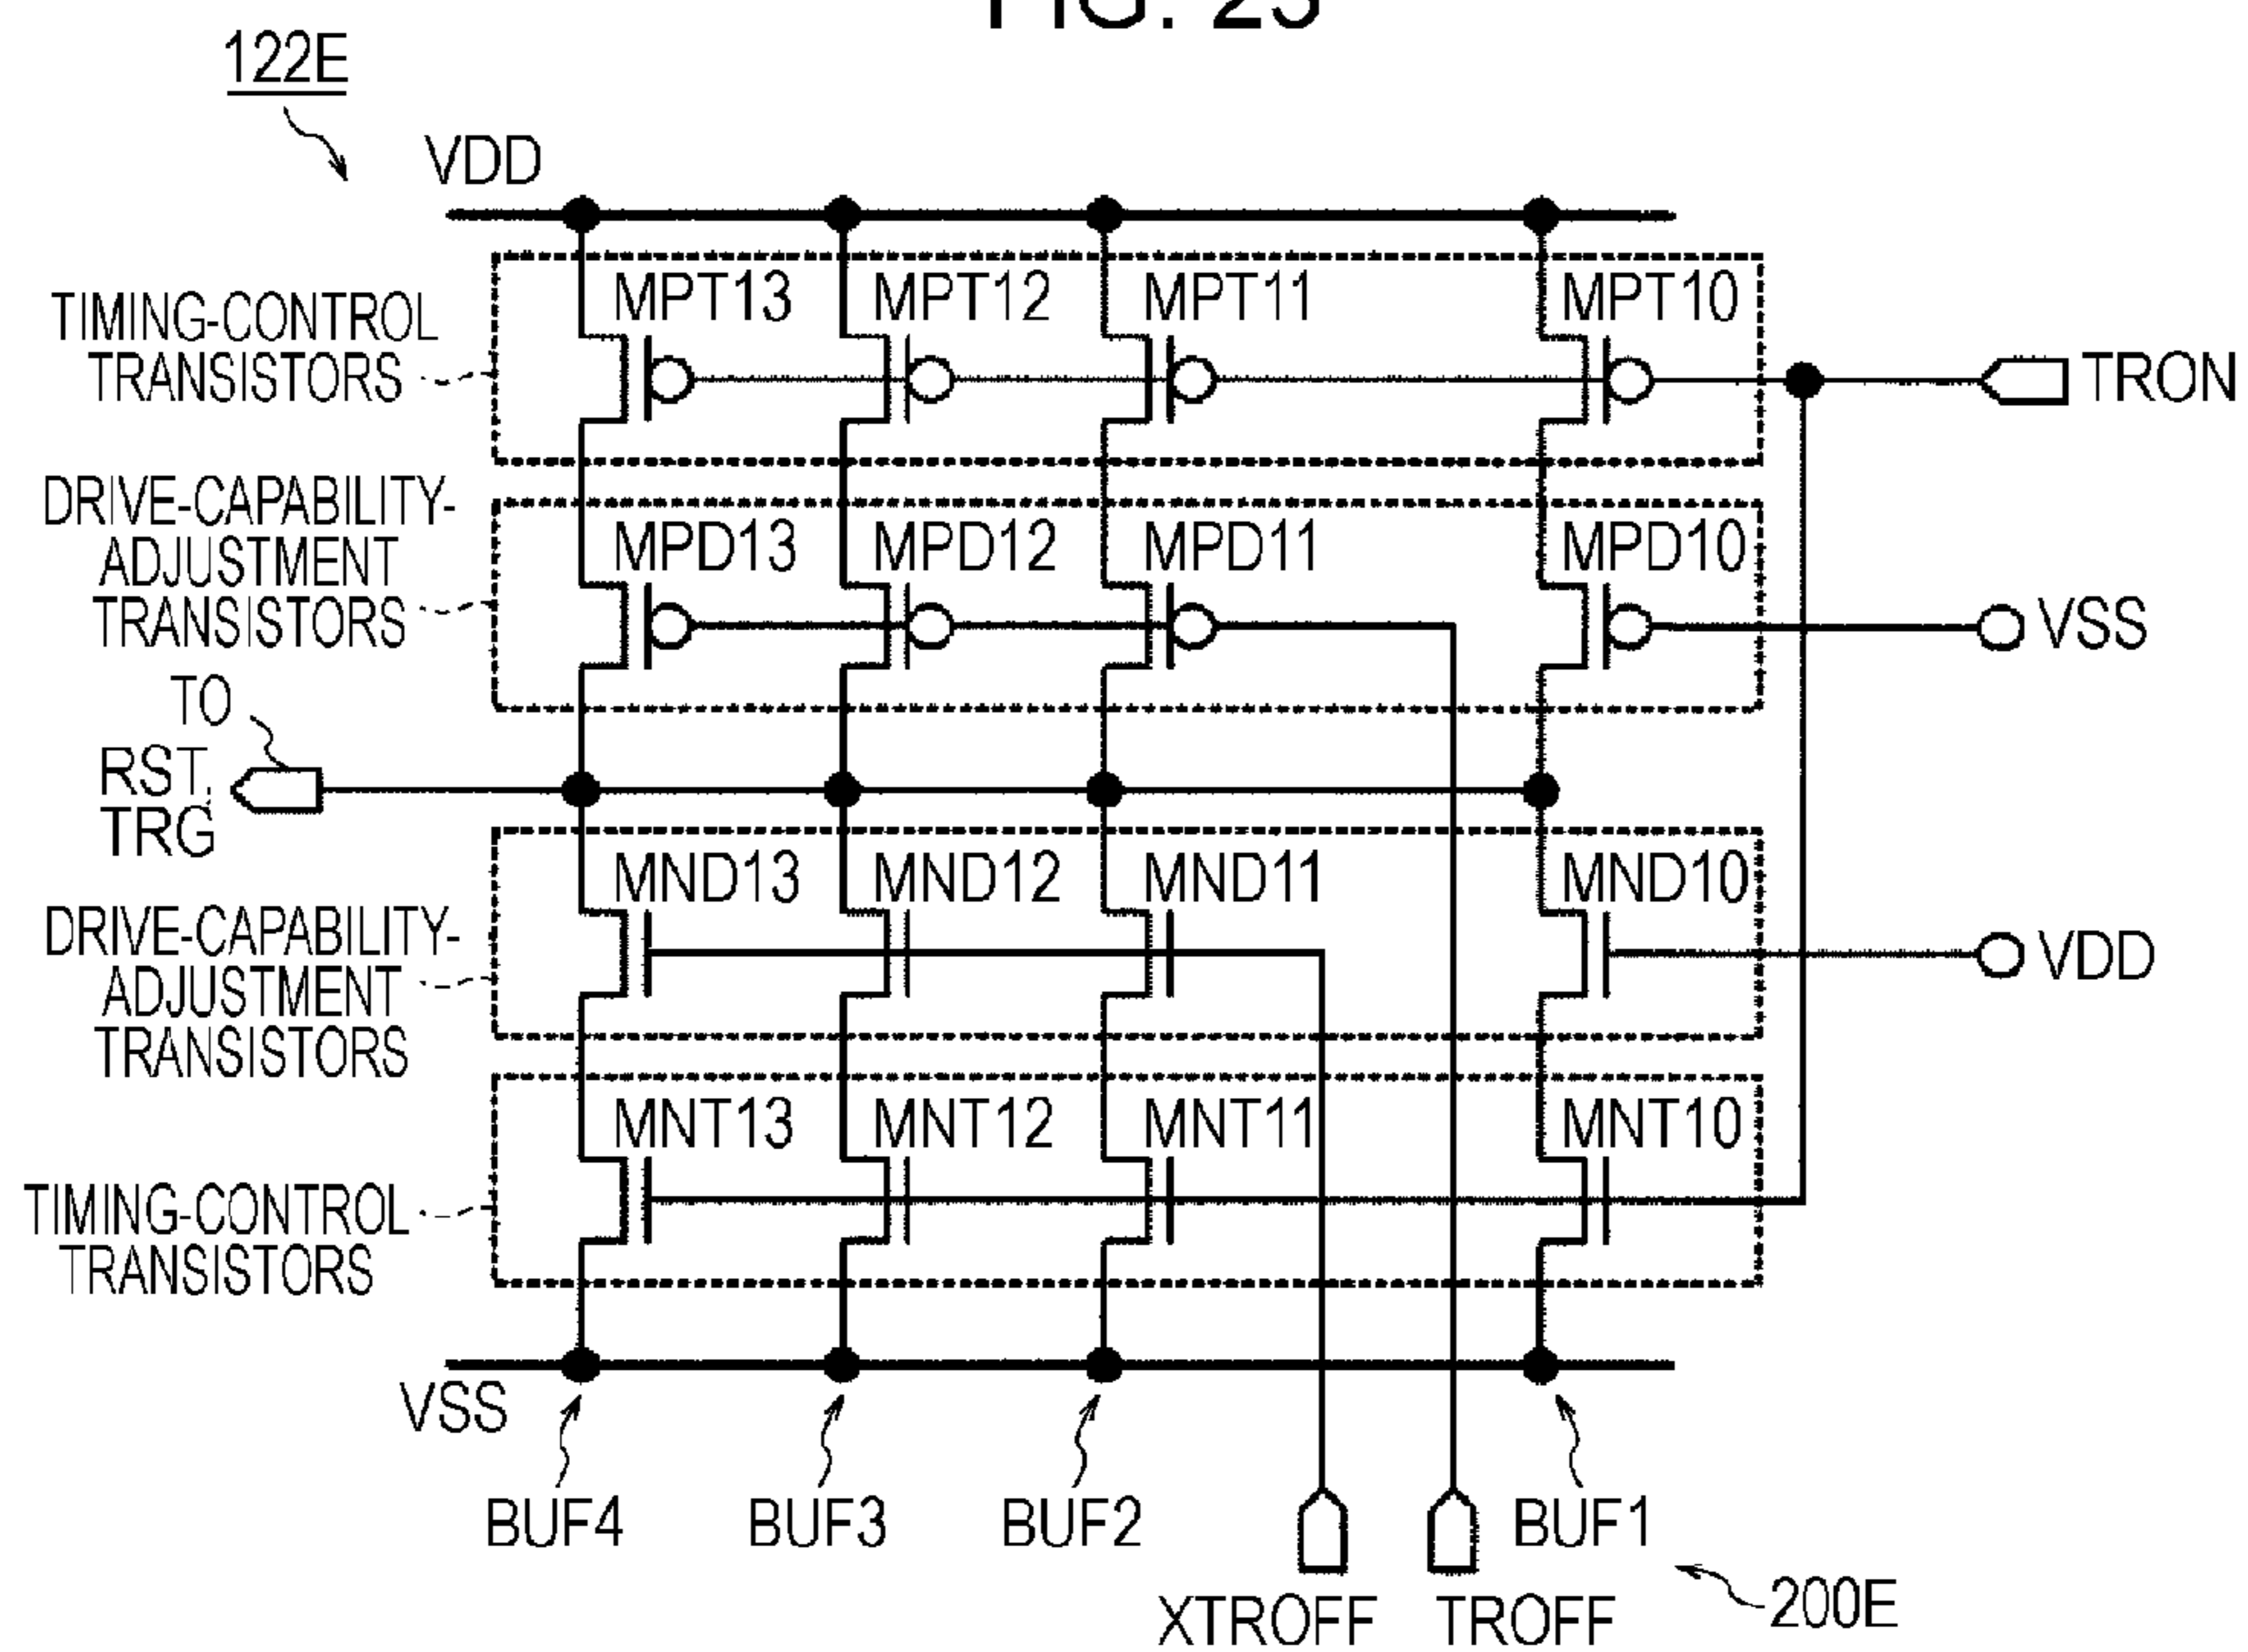 FIG. 23
122E
VDD
TIMING-CONTROL
TRANSISTORS
MPT13
MPT12
MPT11
MPT10
TRON
DRIVE-CAPABILITY-
ADJUSTMENT
TRANSISTORS
MPD13
MPD12
MPD11
MPD10
VSS
TO
RST,
TRG
DRIVE-CAPABILITY-
ADJUSTMENT
TRANSISTORS
MND13
MND12
MND11
MND10
VDD
TIMING-CONTROL
TRANSISTORS
MNT13
MNT12
MNT11
MNT10
VSS
BUF4
BUF3
BUF2
BUF1
XTROFF
TROFF
200E